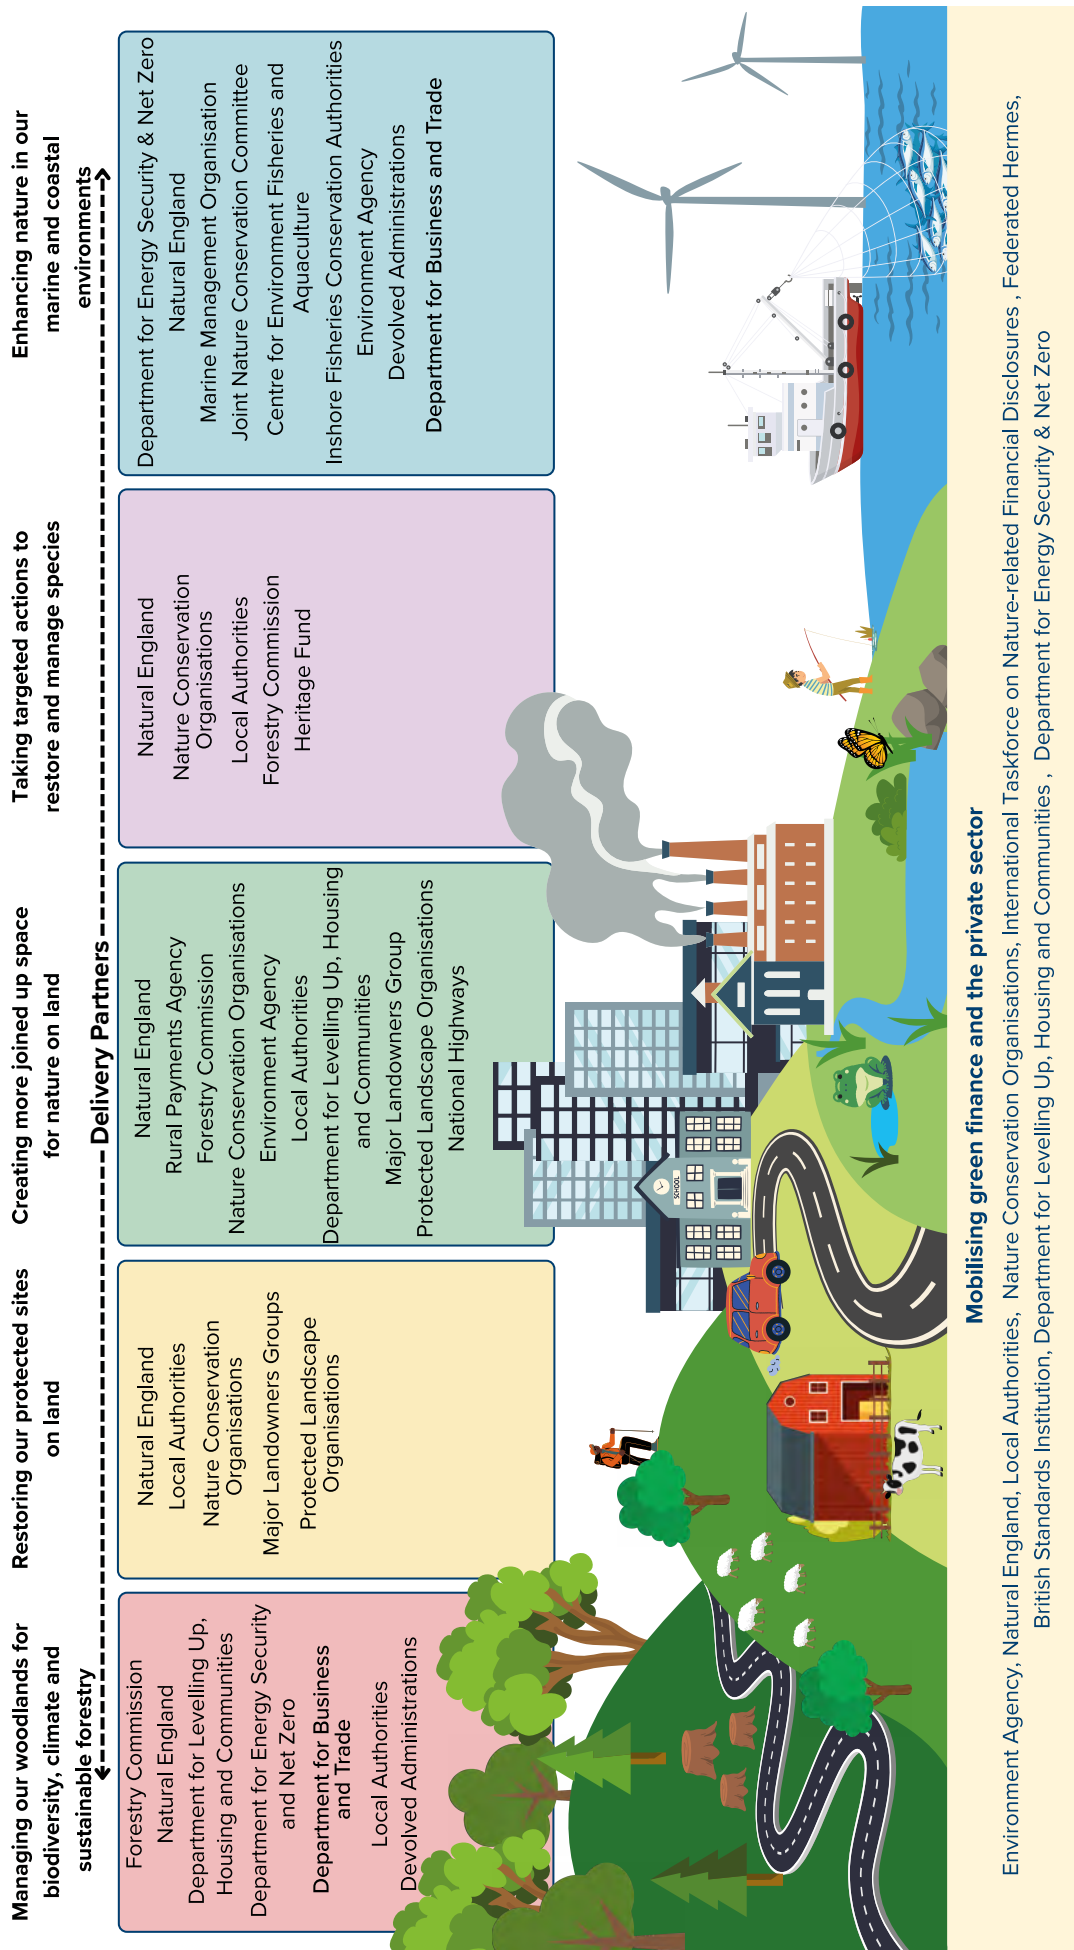 Managing our woodlands for
biodiversity, climate and
sustainable forestry
Restoring our protected sites
on land
Creating more joined up space
for nature on land
Taking targeted actions to
restore and manage species
Enhancing nature in our
marine and coastal
environments
Delivery Partners
Forestry Commission
Natural England
Department for Levelling Up,
Housing and Communities
Department for Energy Security
and Net Zero
Department for Business
and Trade
Local Authorities
Devolved Administrations
Natural England
Local Authorities
Nature Conservation
Organisations
Major Landowners Groups
Protected Landscape
Organisations
Natural England
Rural Payments Agency
Forestry Commission
Nature Conservation Organisations
Environment Agency
Local Authorities
Department for Levelling Up, Housing
and Communities
Major Landowners Group
Protected Landscape Organisations
National Highways
Natural England
Nature Conservation
Organisations
Local Authorities
Forestry Commission
Heritage Fund
Department for Energy Security & Net Zero
Natural England
Marine Management Organisation
Joint Nature Conservation Committee
Centre for Environment Fisheries and
Aquaculture
Inshore Fisheries Conservation Authorities
Environment Agency
Devolved Administrations
Department for Business and Trade
SCHOOL
Mobilising green finance and the private sector
Environment Agency, Natural England, Local Authorities, Nature Conservation Organisations, International Taskforce on Nature-related Financial Disclosures , Federated Hermes,
British Standards Institution, Department for Levelling Up, Housing and Communities , Department for Energy Security & Net Zero